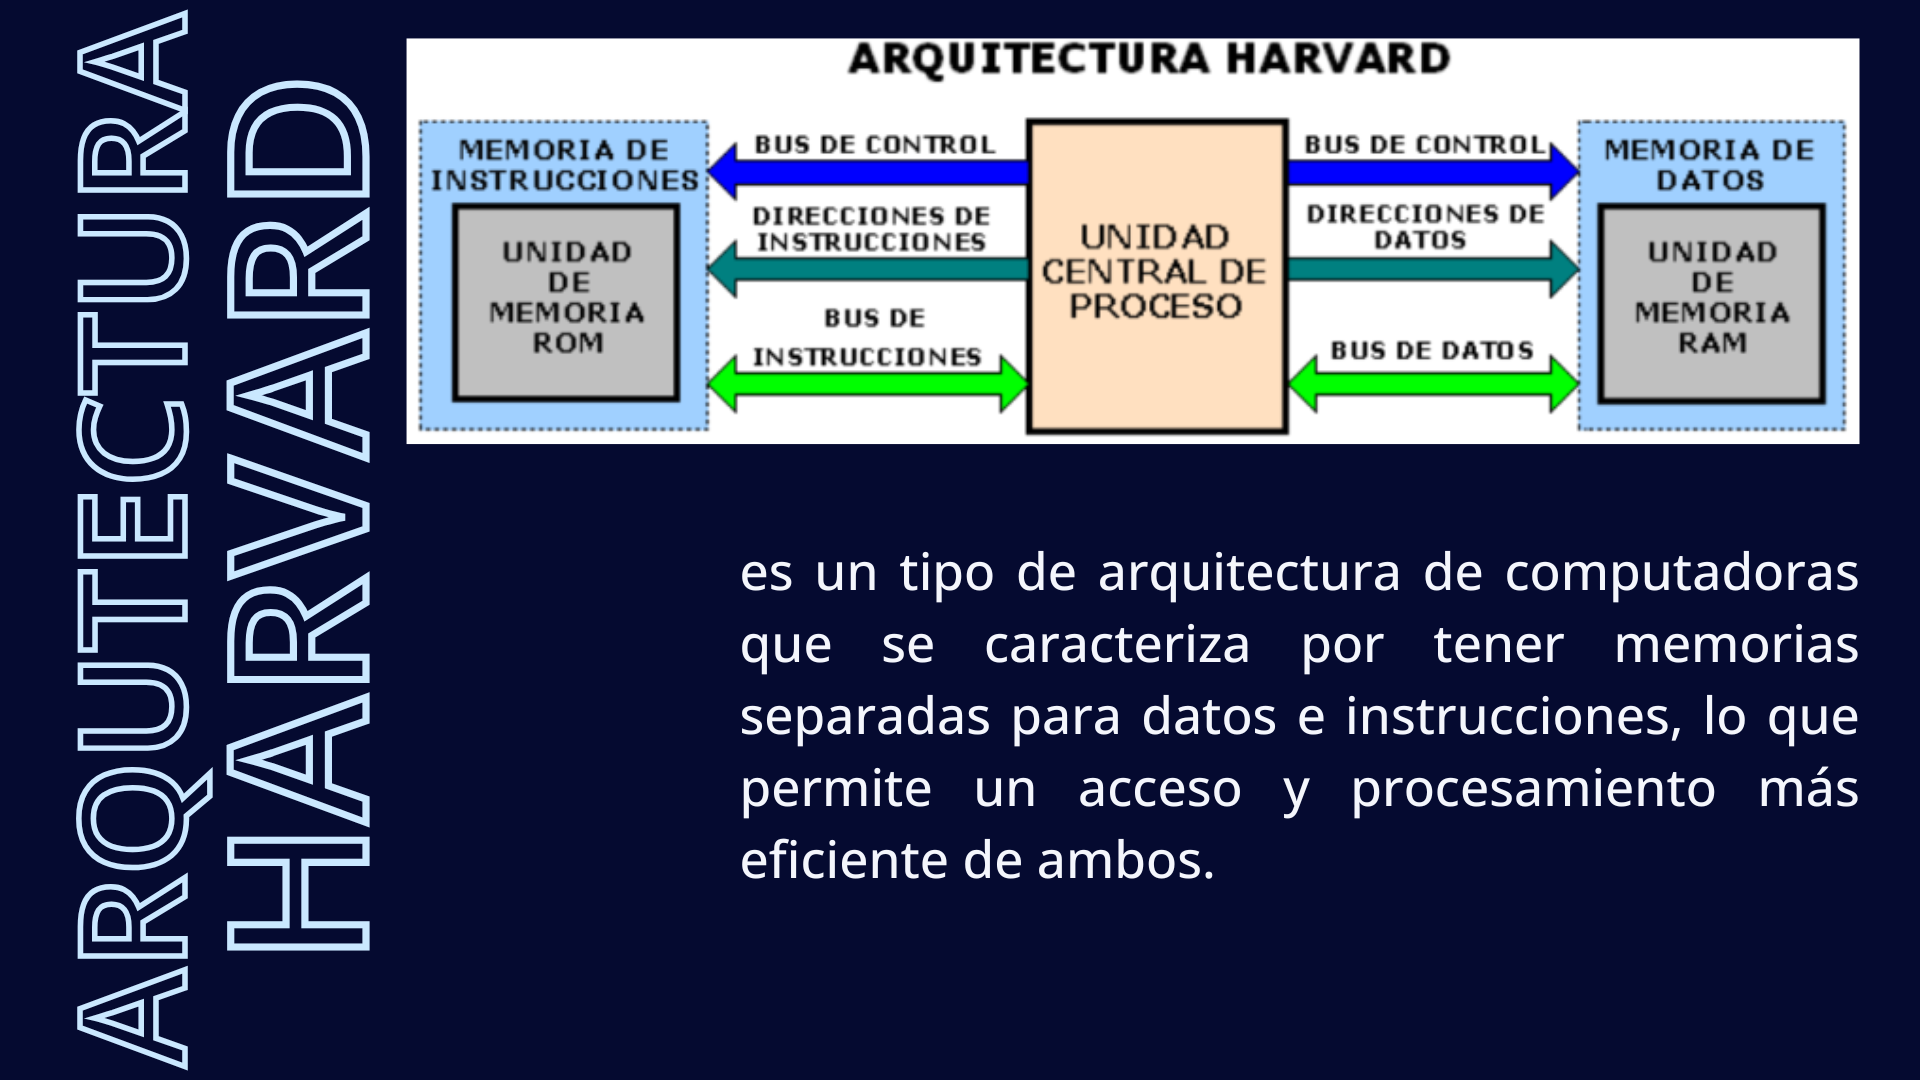 ARQUTECTURA
HARVARD
ARQUITECTURA HARVARD
MEMORIA DE
INSTRUCCIONES
UNIDAD
DE
MEMORIA
ROM
BUS DE CONTROL
DIRECCIONES DE
INSTRUCCIONES
BUS DE
INSTRUCCIONES
UNIDAD
CENTRAL DE
PROCESO
BUS DE CONTROL
DIRECCIONES DE
DATOS
BUS DE DATOS
MEMORIA DE
DATOS
UNIDAD
DE
MEMORIA
RAM
es un tipo de arquitectura de computadoras
que se caracteriza por tener memorias
separadas para datos e instrucciones, lo que
permite un acceso y procesamiento más
eficiente de ambos.